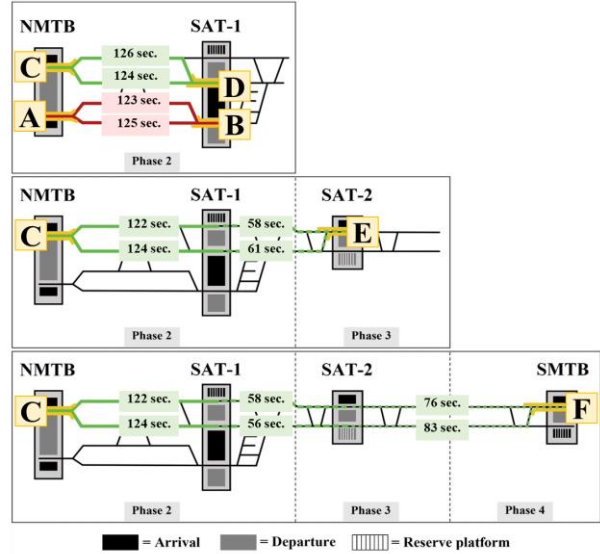 NMTB SAT-1
126 sec.
C
124 sec.
D
123 sec.
A
125 sec.
B
Phase 2
NMTB SAT-1 SAT-2
122 sec. 58 sec.
C E
124 sec. 61 sec.
Phase 2 Phase 3
NMTB SAT-1 SAT-2 SMTB
122 sec. 58 sec. 76 sec.
C F
124 sec. 56 sec. 83 sec.
Phase 2 Phase 3 Phase 4
= Arrival = Departure = Reserve platform